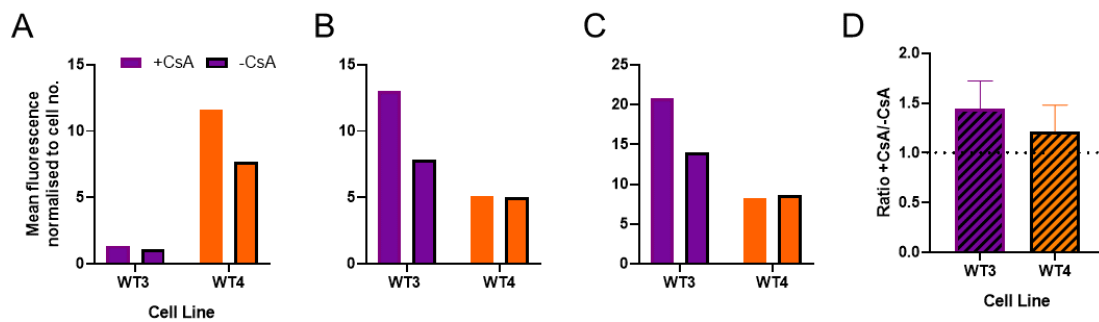 A
B
C
D
+CsA
-CsA
Mean fluorescence
normalised to cell no.
15
10
5
0
WT3
WT4
Cell Line
15
10
5
0
WT3
WT4
25
20
15
10
5
0
WT3
WT4
Ratio +CsA/-CsA
2.0
1.5
1.0
0.5
0.0
WT3
WT4
Cell Line